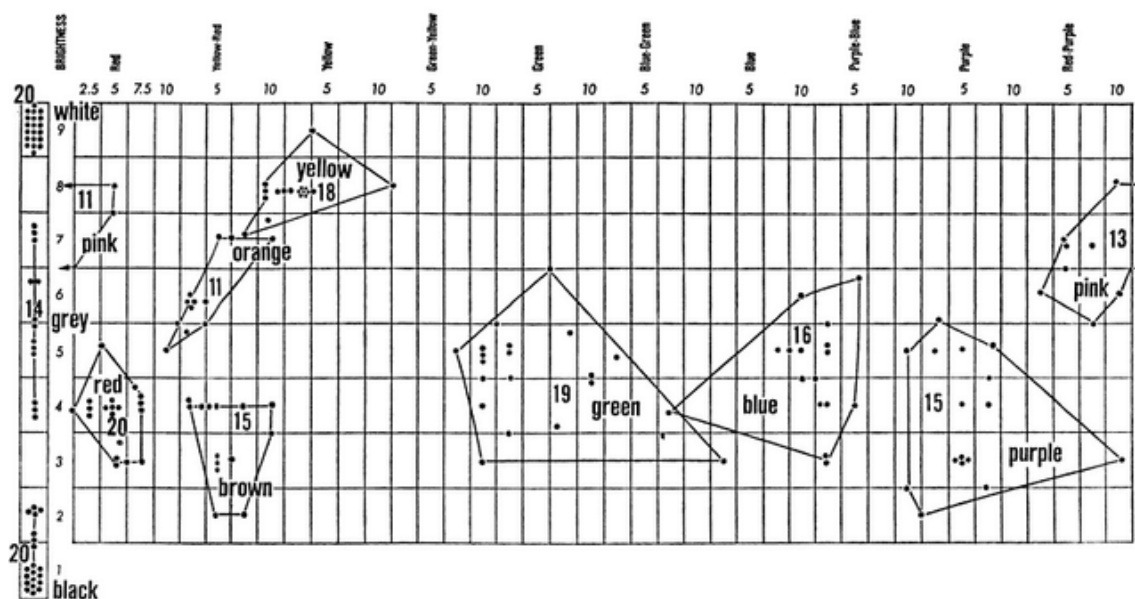 BRIGHTNESS Red Yellow-Red Yellow Green-Yellow Green Blue-Green Blue Purple-Blue Purple Red-Purple
2.5 5 7.5 10 5 10 5 10 5 10 5 10 5 10 5 10 5 10 5 10 5 10
20
white
9
yellow
18
8
11
pink
7
orange
13
pink
6
11
14
grey
5
16
red
4
20
15
19
green
blue
15
3
brown
purple
2
20
1
black